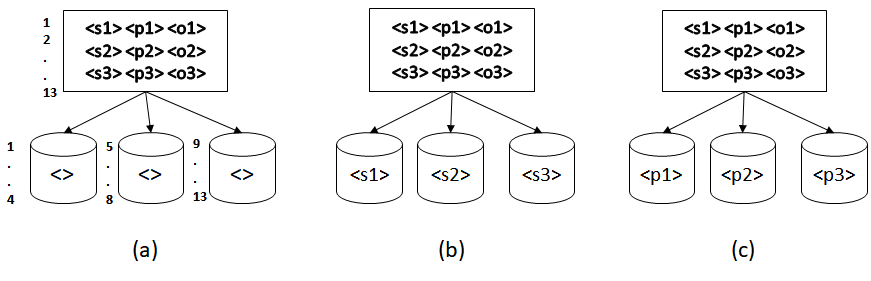 1
2
.
.
13
<s1> <p1> <o1>
<s2> <p2> <o2>
<s3> <p3> <o3>
1
.
.
4
<>
5
.
.
8
<>
9
.
.
13
<>
(a)
<s1> <p1> <o1>
<s2> <p2> <o2>
<s3> <p3> <o3>
<s1>
<s2>
<s3>
(b)
<s1> <p1> <o1>
<s2> <p2> <o2>
<s3> <p3> <o3>
<p1>
<p2>
<p3>
(c)